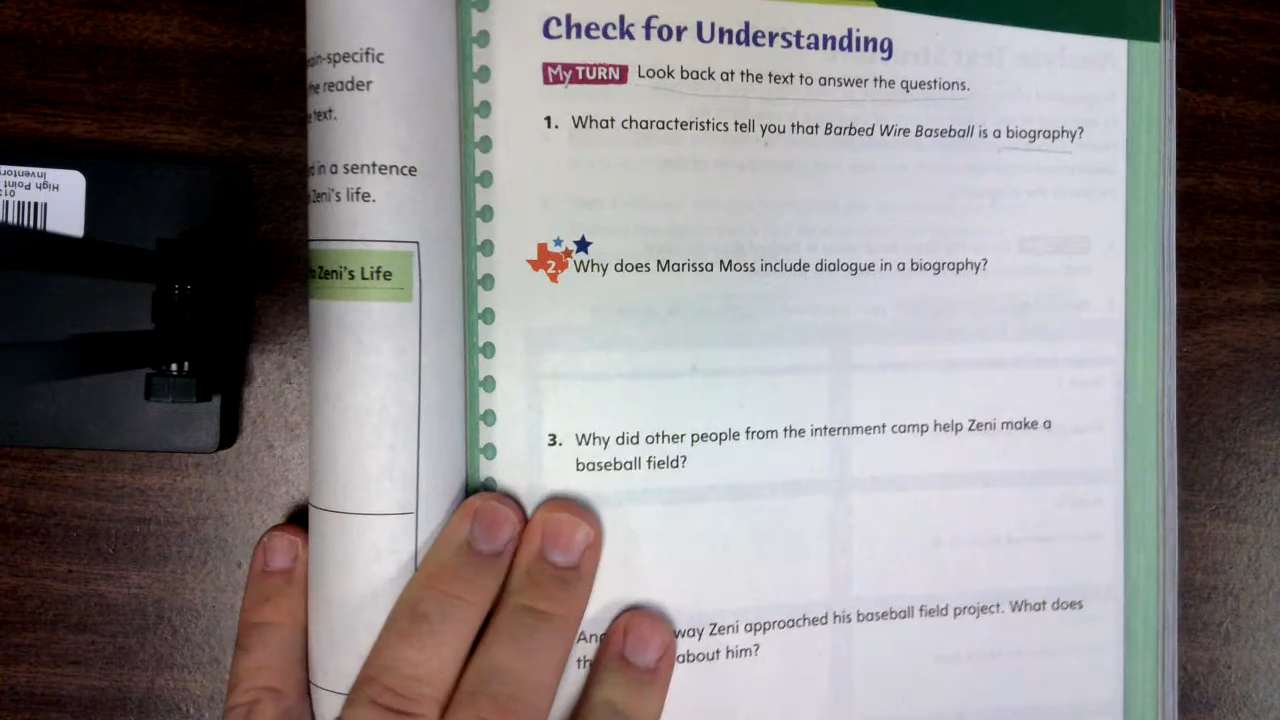 Check for Understanding
My TURN Look back at the text to answer the questions.
1. What characteristics tell you that Barbed Wire Baseball is a biography?
2. Why does Marissa Moss include dialogue in a biography?
3. Why did other people from the internment camp help Zeni make a
baseball field?
way Zeni approached his baseball field project. What does
about him?
-specific
reader
text.
in a sentence
Zeni's life.
Zeni's Life
High Point